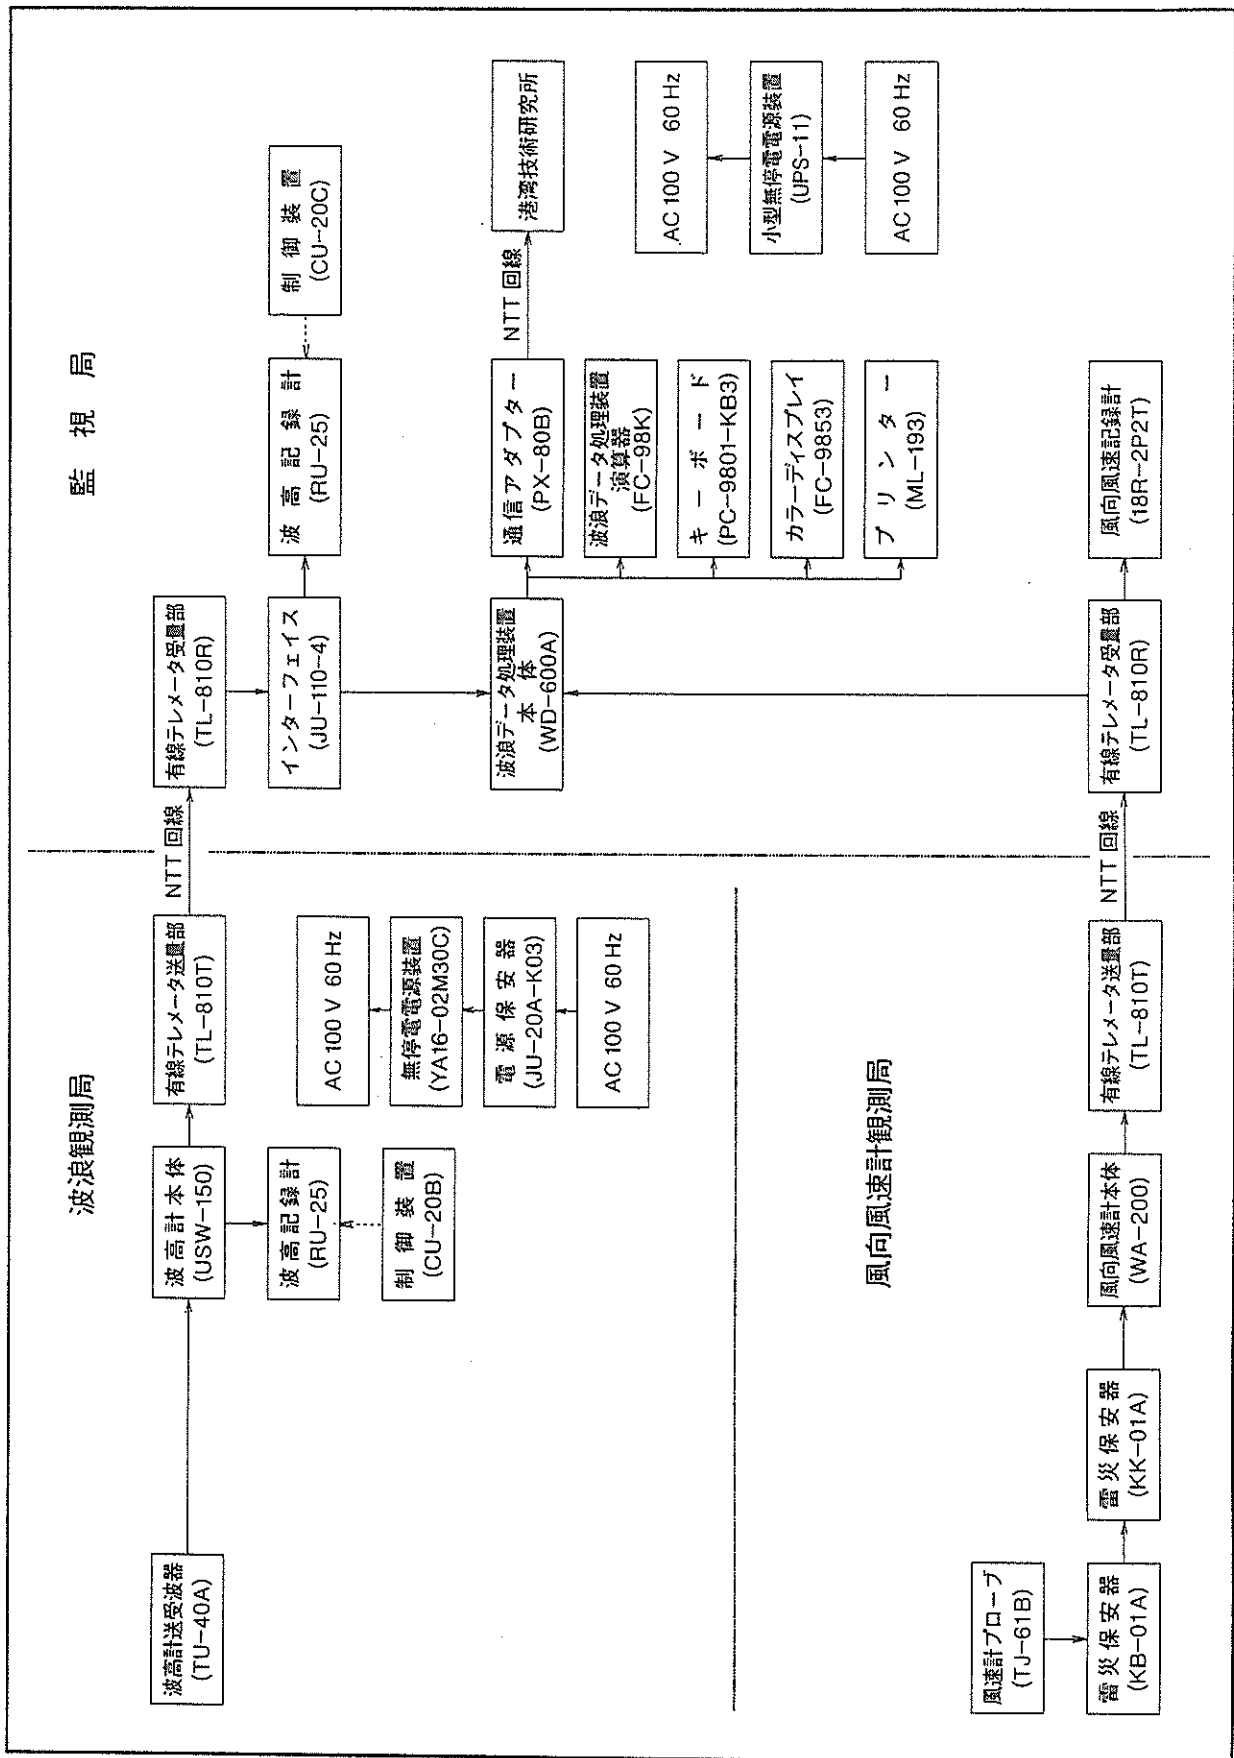 波浪観測局
監視局
波高計送受波器
(TU-40A)
波高計本体
(USW-150)
有線テレメータ送量部
(TL-810T)
NTT 回線
有線テレメータ受量部
(TL-810R)
波高記録計
(RU-25)
制御装置
(CU-20B)
AC 100 V 60 Hz
無停電電源装置
(YA16-02M30C)
電源保安器
(JU-20A-K03)
AC 100 V 60 Hz
インターフェイス
(JU-110-4)
波高記録計
(RU-25)
制御装置
(CU-20C)
波浪データ処理装置
本体
(WD-600A)
通信アダプター
(PX-80B)
NTT 回線
港湾技術研究所
波浪データ処理装置
演算器
(FC-98K)
キーボード
(PC-9801-KB3)
カラーディスプレイ
(FC-9853)
プリンター
(ML-193)
AC 100 V 60 Hz
小型無停電電源装置
(UPS-11)
AC 100 V 60 Hz
風向風速計観測局
風速計プローブ
(TJ-61B)
雷災保安器
(KB-01A)
雷災保安器
(KK-01A)
風向風速計本体
(WA-200)
有線テレメータ送量部
(TL-810T)
NTT 回線
有線テレメータ受量部
(TL-810R)
風向風速記録計
(18R-2P2T)